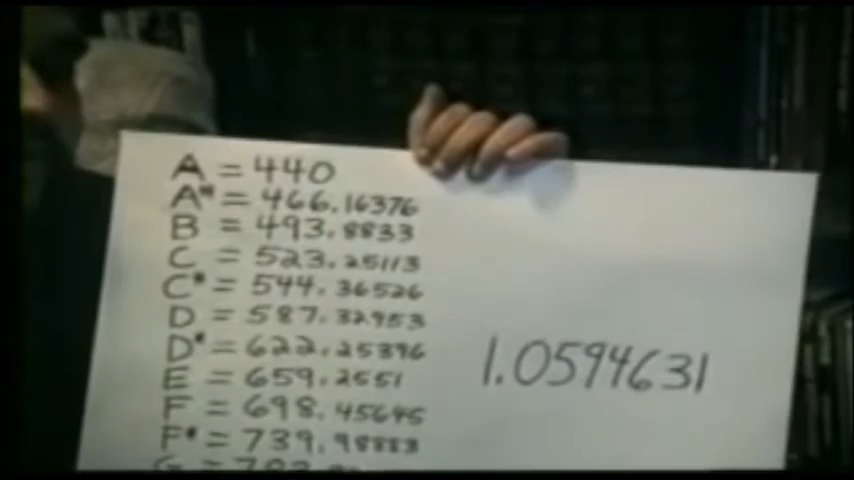 A = 440
A# = 466.16376
B = 493.8833
C = 523.25113
C# = 544.36526
D = 587.32953
D# = 622.25396
E = 659.2551
F = 698.45645
F# = 739.98883
1.0594631